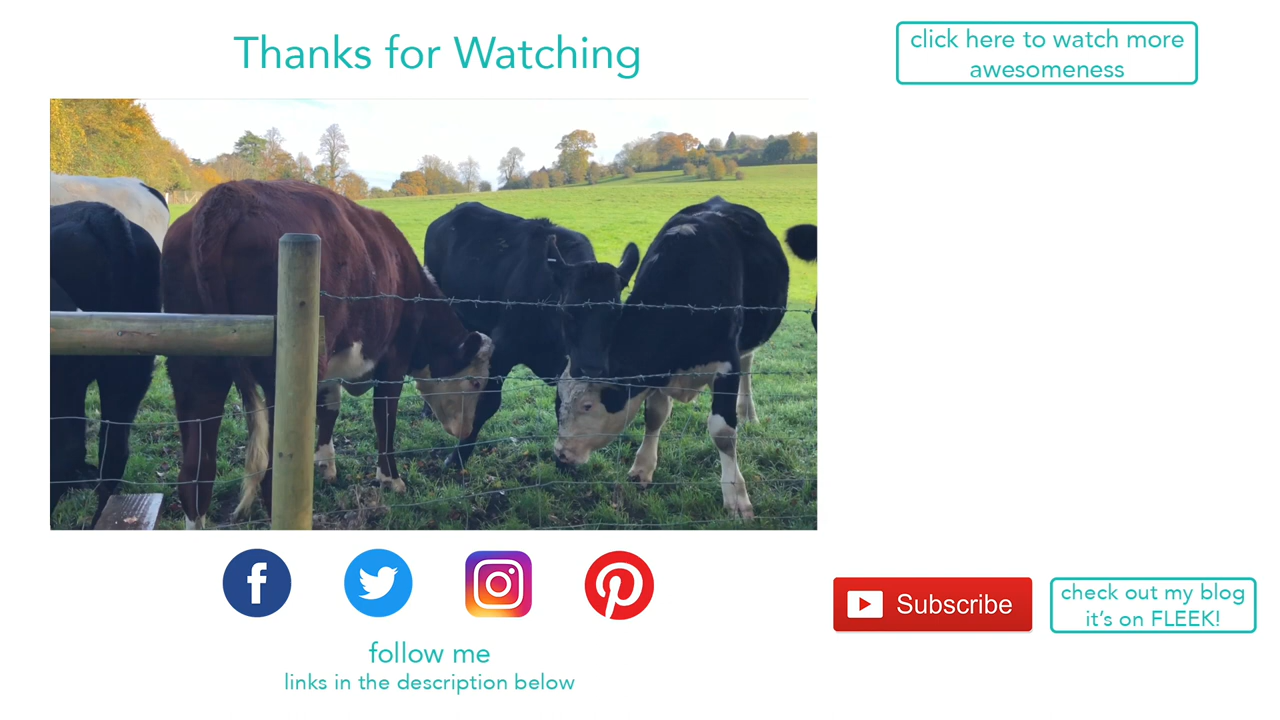 Thanks for Watching
click here to watch more
awesomeness
Subscribe
check out my blog
it's on FLEEK!
follow me
links in the description below